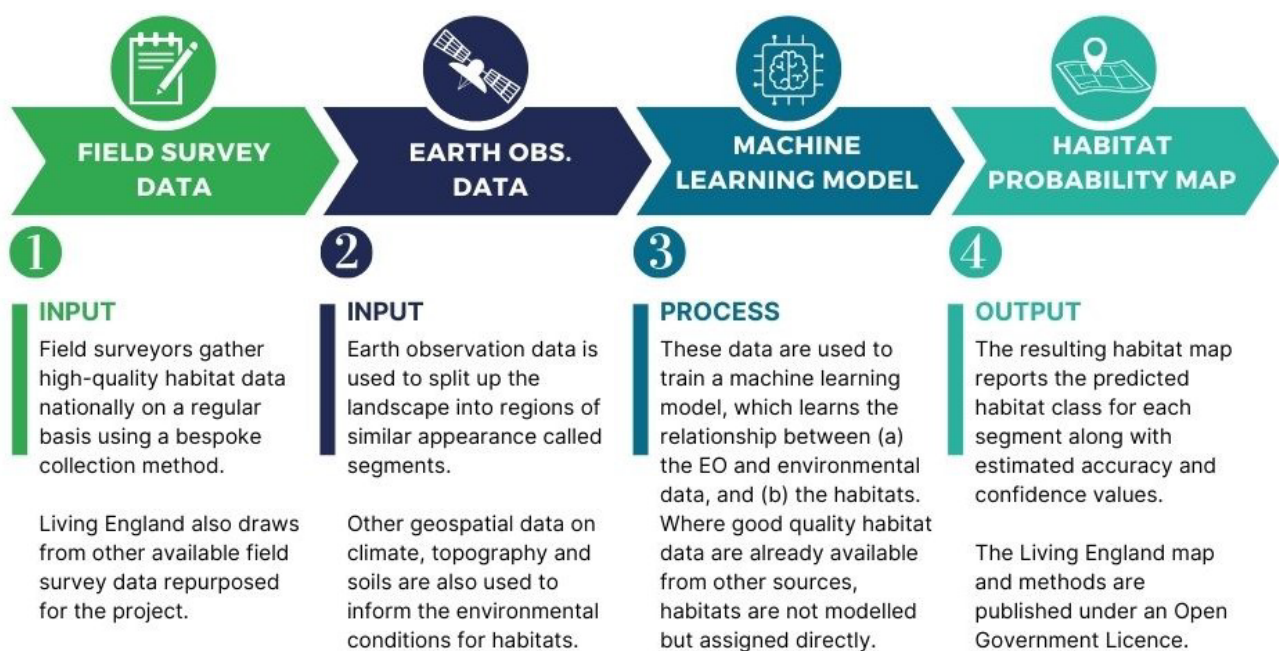 FIELD SURVEY
DATA
EARTH OBS.
DATA
MACHINE
LEARNING MODEL
HABITAT
PROBABILITY MAP
1
INPUT
Field surveyors gather
high-quality habitat data
nationally on a regular
basis using a bespoke
collection method.
Living England also draws
from other available field
survey data repurposed
for the project.
2
INPUT
Earth observation data is
used to split up the
landscape into regions of
similar appearance called
segments.
Other geospatial data on
climate, topography and
soils are also used to
inform the environmental
conditions for habitats.
3
PROCESS
These data are used to
train a machine learning
model, which learns the
relationship between (a)
the EO and environmental
data, and (b) the habitats.
Where good quality habitat
data are already available
from other sources,
habitats are not modelled
but assigned directly.
4
OUTPUT
The resulting habitat map
reports the predicted
habitat class for each
segment along with
estimated accuracy and
confidence values.
The Living England map
and methods are
published under an Open
Government Licence.